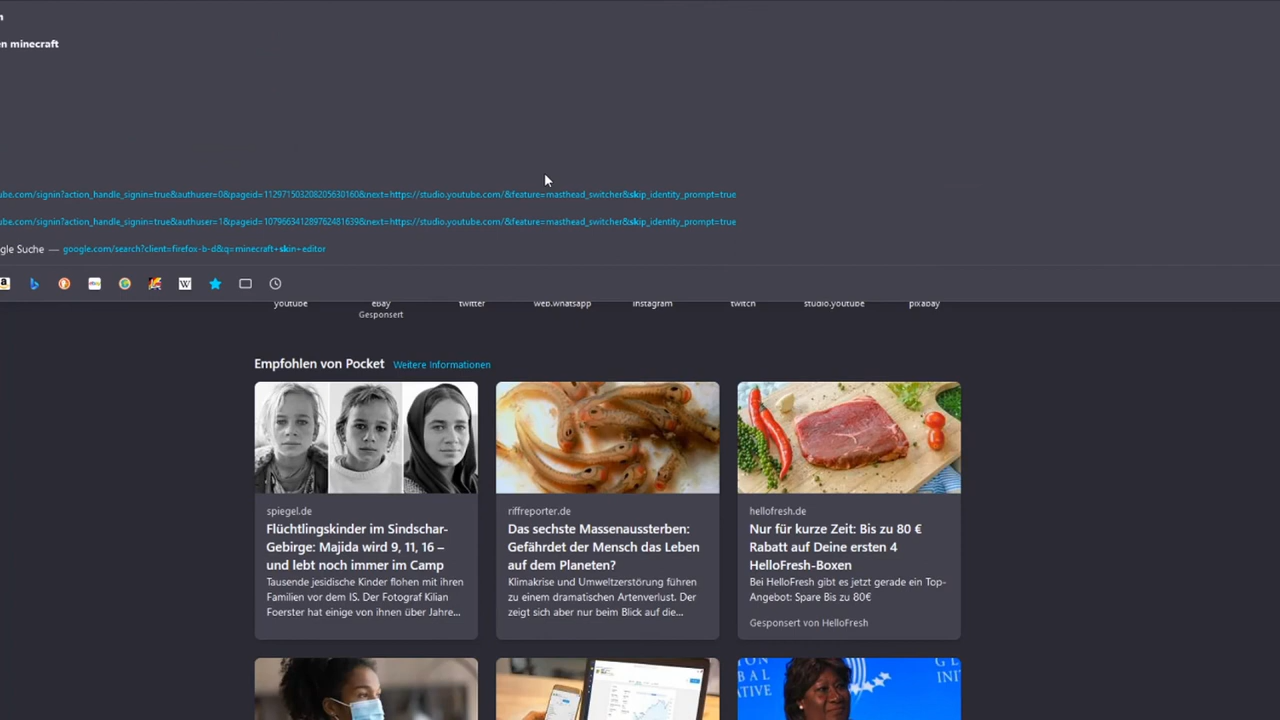 n
en minecraft
ube.com/signin?action_handle_signin=true&authuser=0&pageid=112971503208205630160&next=https://studio.youtube.com/&feature=masthead_switcher&skip_identity_prompt=true
ube.com/signin?action_handle_signin=true&authuser=1&pageid=107966341289762481639&next=https://studio.youtube.com/&feature=masthead_switcher&skip_identity_prompt=true
gle Suche — google.com/search?client=firefox-b-d&q=minecraft+skin+editor
youtube ebay twitter web.whatsapp instagram twitch studio.youtube pixabay
Gesponsert
Empfohlen von Pocket Weitere Informationen
spiegel.de
Flüchtlingskinder im Sindschar-
Gebirge: Majida wird 9, 11, 16 –
und lebt noch immer im Camp
Tausende jesidische Kinder flohen mit ihren
Familien vor dem IS. Der Fotograf Kilian
Foerster hat einige von ihnen über Jahre...
riffreporter.de
Das sechste Massenaussterben:
Gefährdet der Mensch das Leben
auf dem Planeten?
Klimakrise und Umweltzerstörung führen
zu einem dramatischen Artenverlust. Der
zeigt sich aber nur beim Blick auf die...
hellofresh.de
Nur für kurze Zeit: Bis zu 80 €
Rabatt auf Deine ersten 4
HelloFresh-Boxen
Bei HelloFresh gibt es jetzt gerade ein Top-
Angebot: Spare Bis zu 80€
Gesponsert von HelloFresh